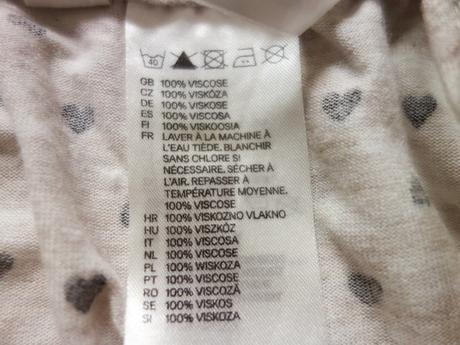 40
GB 100% VISCOSE
CZ 100% VISKÓZA
DE 100% VISKOSE
ES 100% VISCOSA
FI 100% VISKOOSIA
FR LAVER À LA MACHINE À
L'EAU TIÈDE. BLANCHIR
SANS CHLORE SI
NÉCESSAIRE. SÉCHER À
L'AIR. REPASSER À
TEMPÉRATURE MOYENNE.
100% VISCOSE
HR 100% VISKOZNO VLAKNO
HU 100% VISZKÓZ
IT 100% VISCOSA
NL 100% VISCOSE
PL 100% WISKOZA
PT 100% VISCOSE
RO 100% VISCOZĂ
SE 100% VISKOS
SI 100% VISKOZA